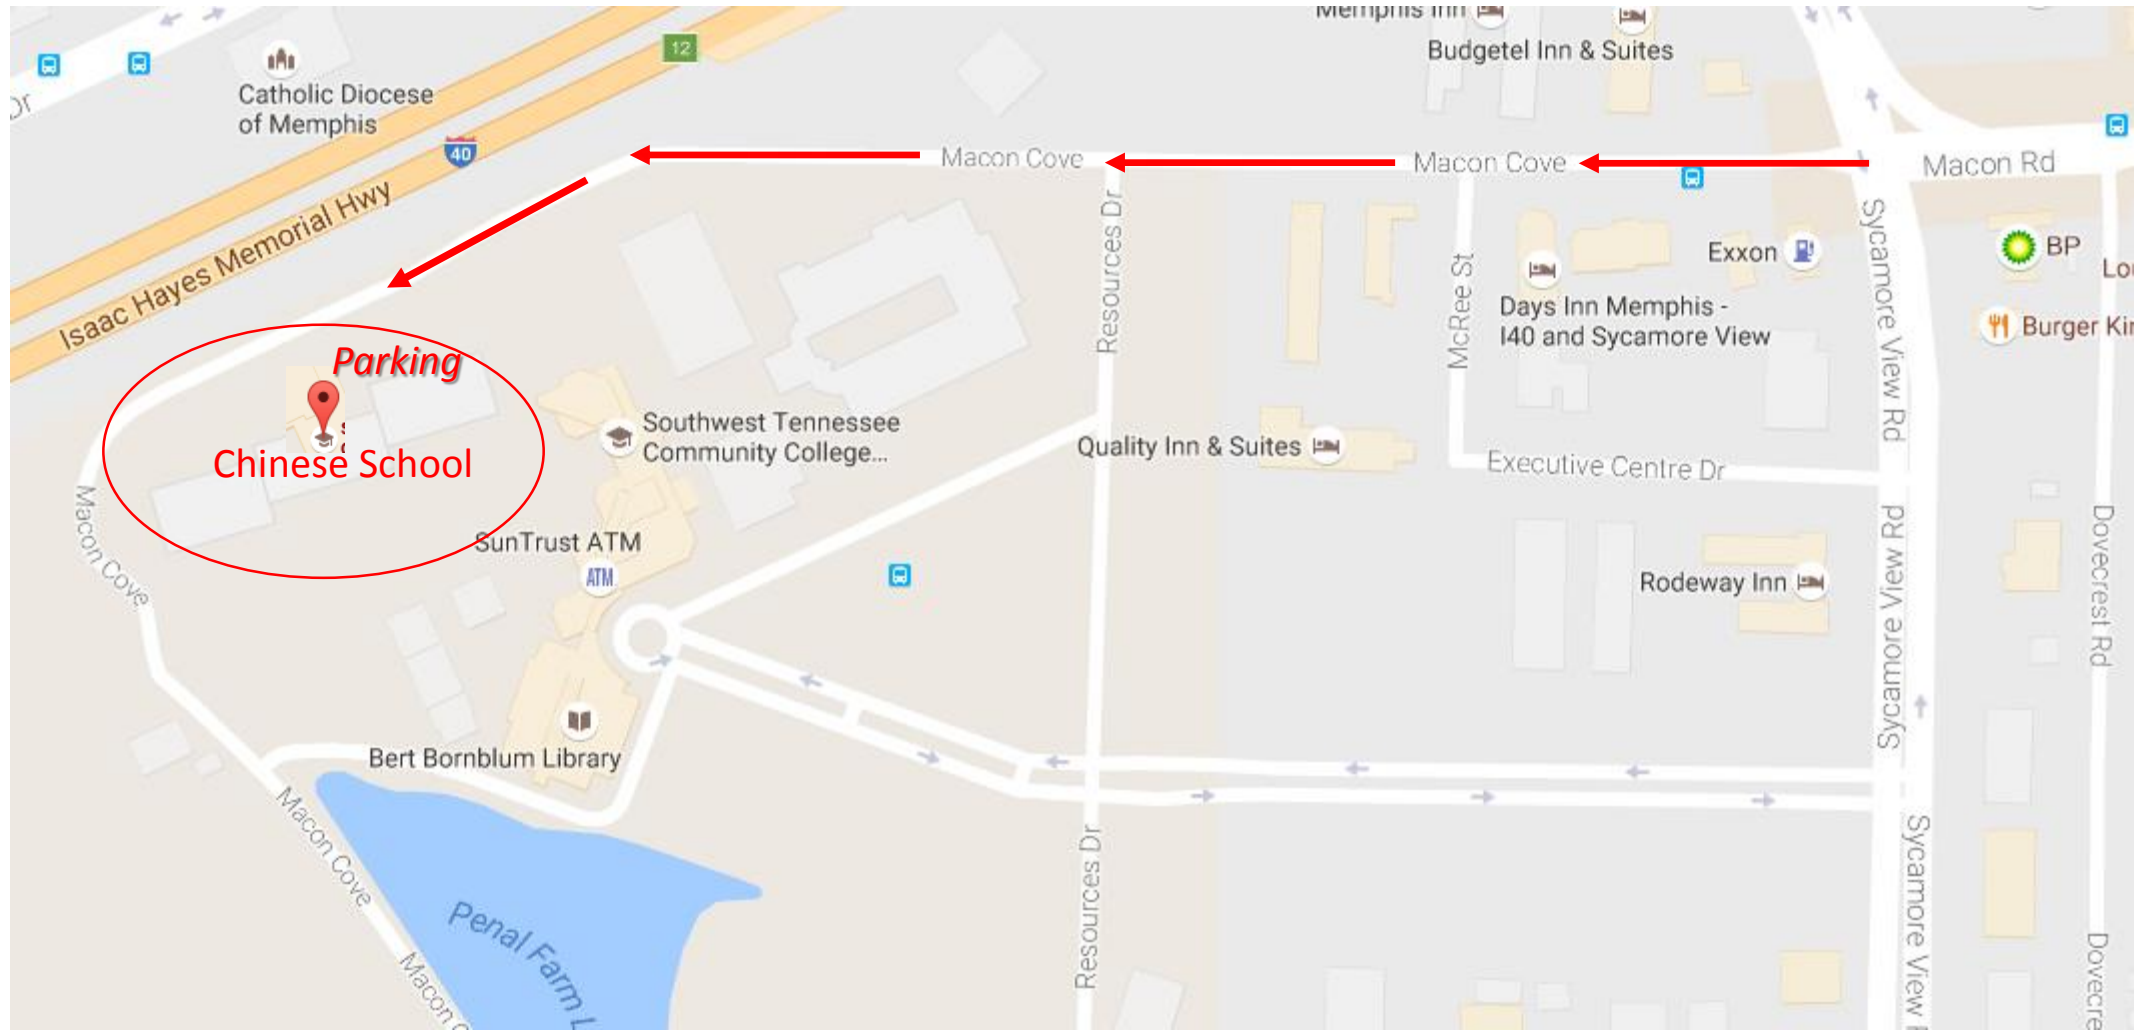 Memphis Inn
Budgetel Inn & Suites
12
Catholic Diocese
of Memphis
Dr
40
Macon Cove
Macon Cove
Macon Rd
Isaac Hayes Memorial Hwy
Resources Dr
McRee St
Sycamore View Rd
Exxon
BP
Lou
Days Inn Memphis -
I40 and Sycamore View
Burger Kin
Parking
Chinese School
Southwest Tennessee
Community College...
Quality Inn & Suites
Executive Centre Dr
Macon Cove
SunTrust ATM
ATM
Sycamore View Rd
Dovecrest Rd
Rodeway Inn
Bert Bornblum Library
Macon Cove
Resources Dr
Sycamore View
Penal Farm L
Macon C
Dovecre